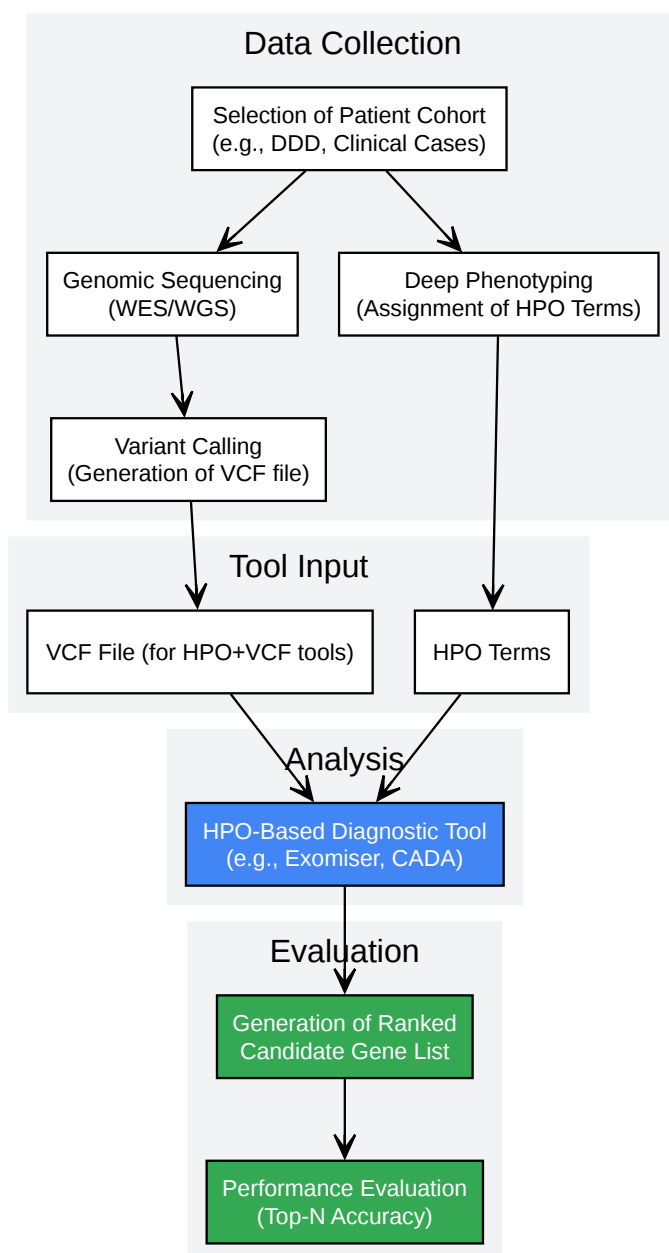 Data Collection
Selection of Patient Cohort
(e.g., DDD, Clinical Cases)
Genomic Sequencing
(WES/WGS)
Deep Phenotyping
(Assignment of HPO Terms)
Variant Calling
(Generation of VCF file)
Tool Input
VCF File (for HPO+VCF tools)
HPO Terms
Analysis
HPO-Based Diagnostic Tool
(e.g., Exomiser, CADA)
Evaluation
Generation of Ranked
Candidate Gene List
Performance Evaluation
(Top-N Accuracy)